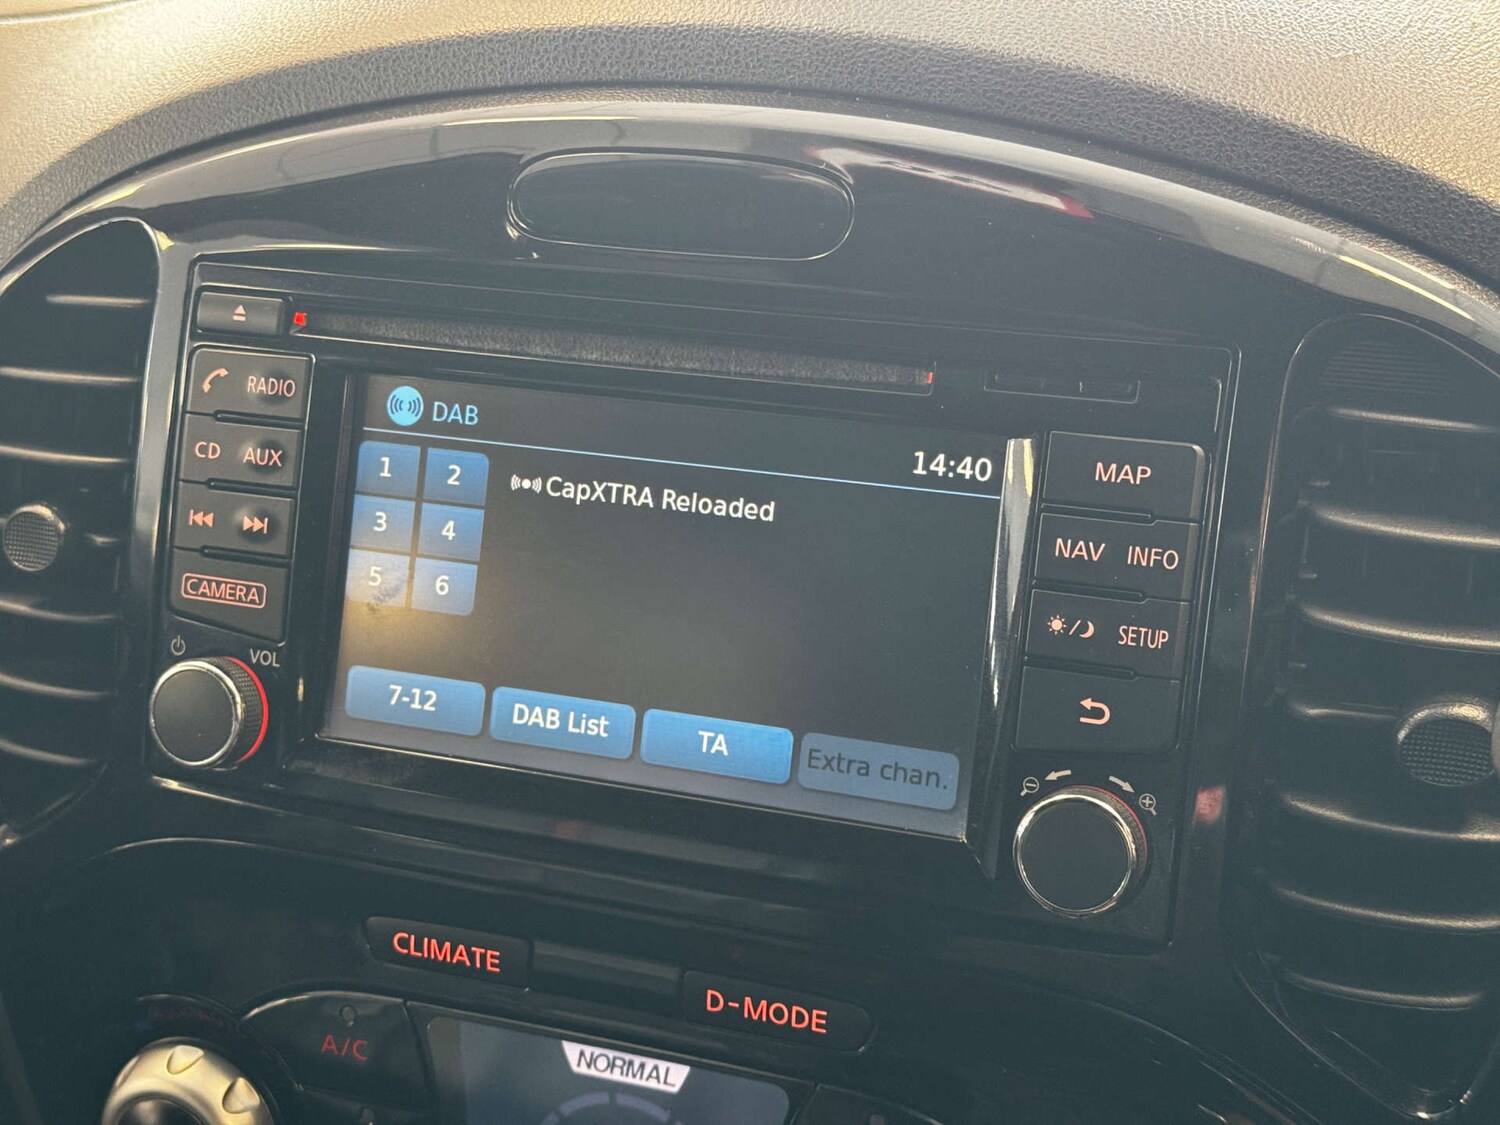 RADIO
CD AUX
CAMERA
VOL
DAB
14:40
1 2
3 4
5 6
CapXTRA Reloaded
7-12
DAB List
TA
Extra chan.
MAP
NAV INFO
SETUP
CLIMATE
D-MODE
A/C
NORMAL